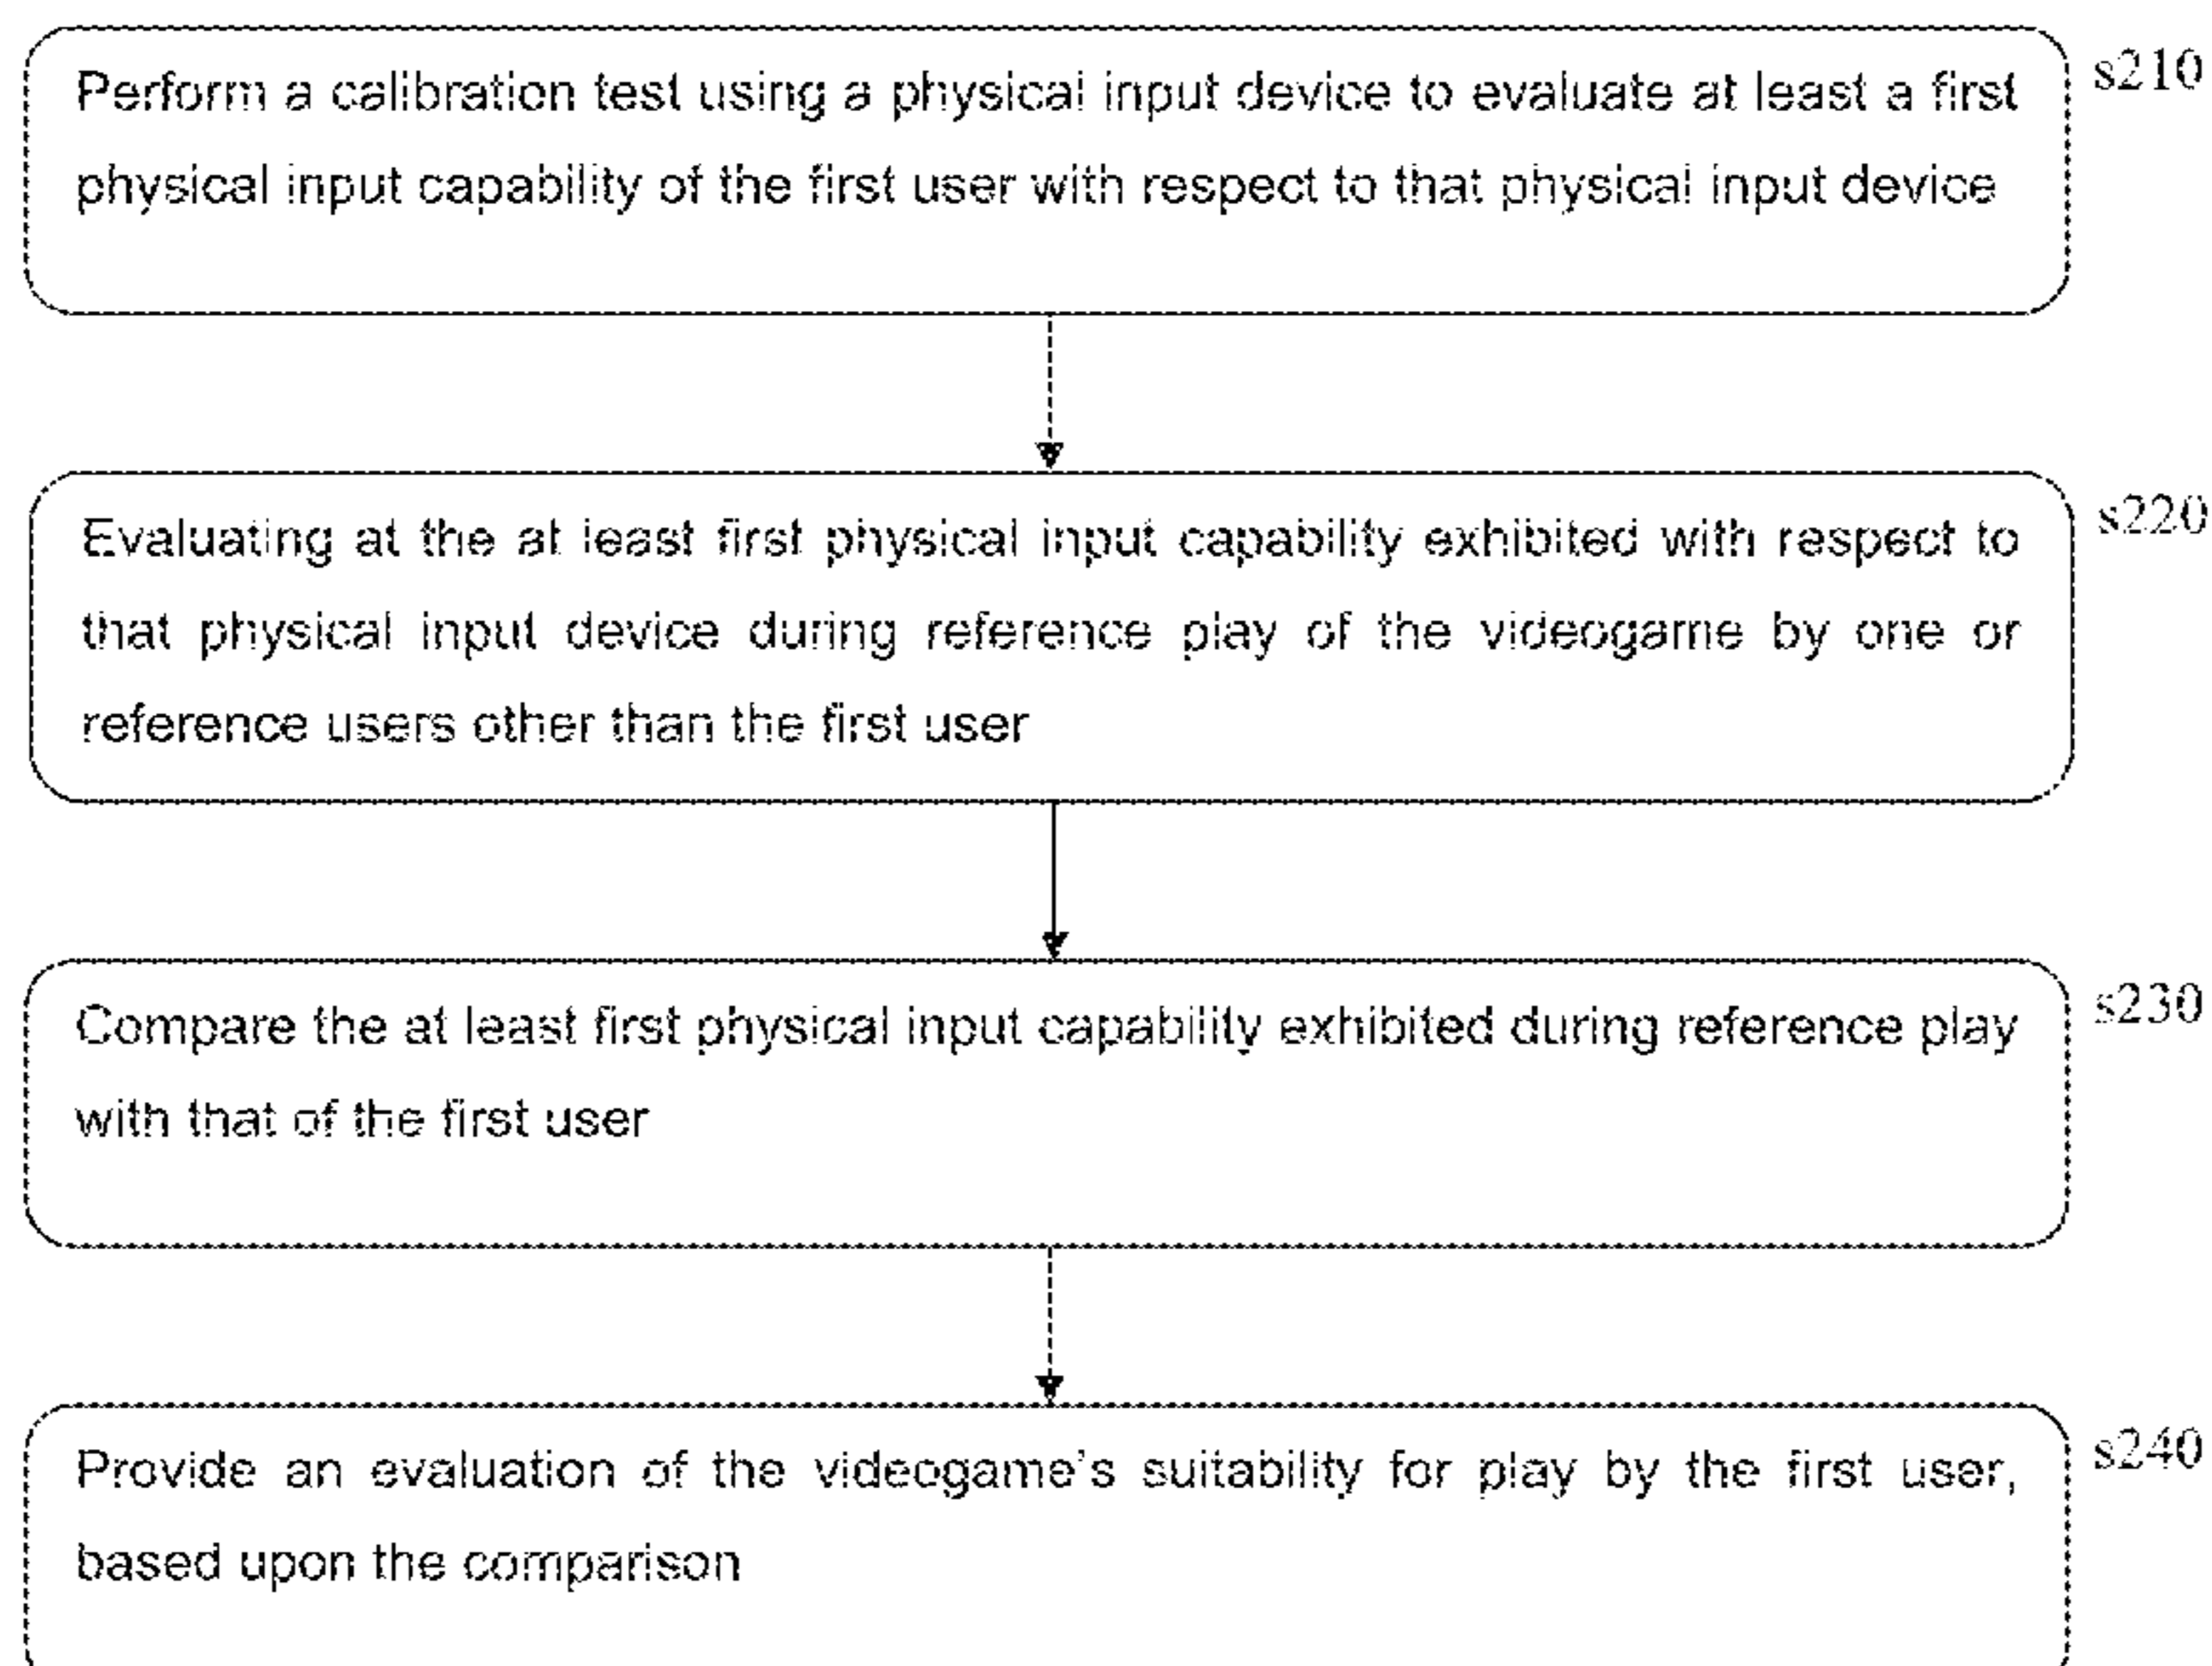 Perform a calibration test using a physical input device to evaluate at least a first
physical input capability of the first user with respect to that physical input device
s210
Evaluating at the at least first physical input capability exhibited with respect to
that physical input device during reference play of the videogame by one or
reference users other than the first user
s220
Compare the at least first physical input capability exhibited during reference play
with that of the first user
s230
Provide an evaluation of the videogame's suitability for play by the first user,
based upon the comparison
s240